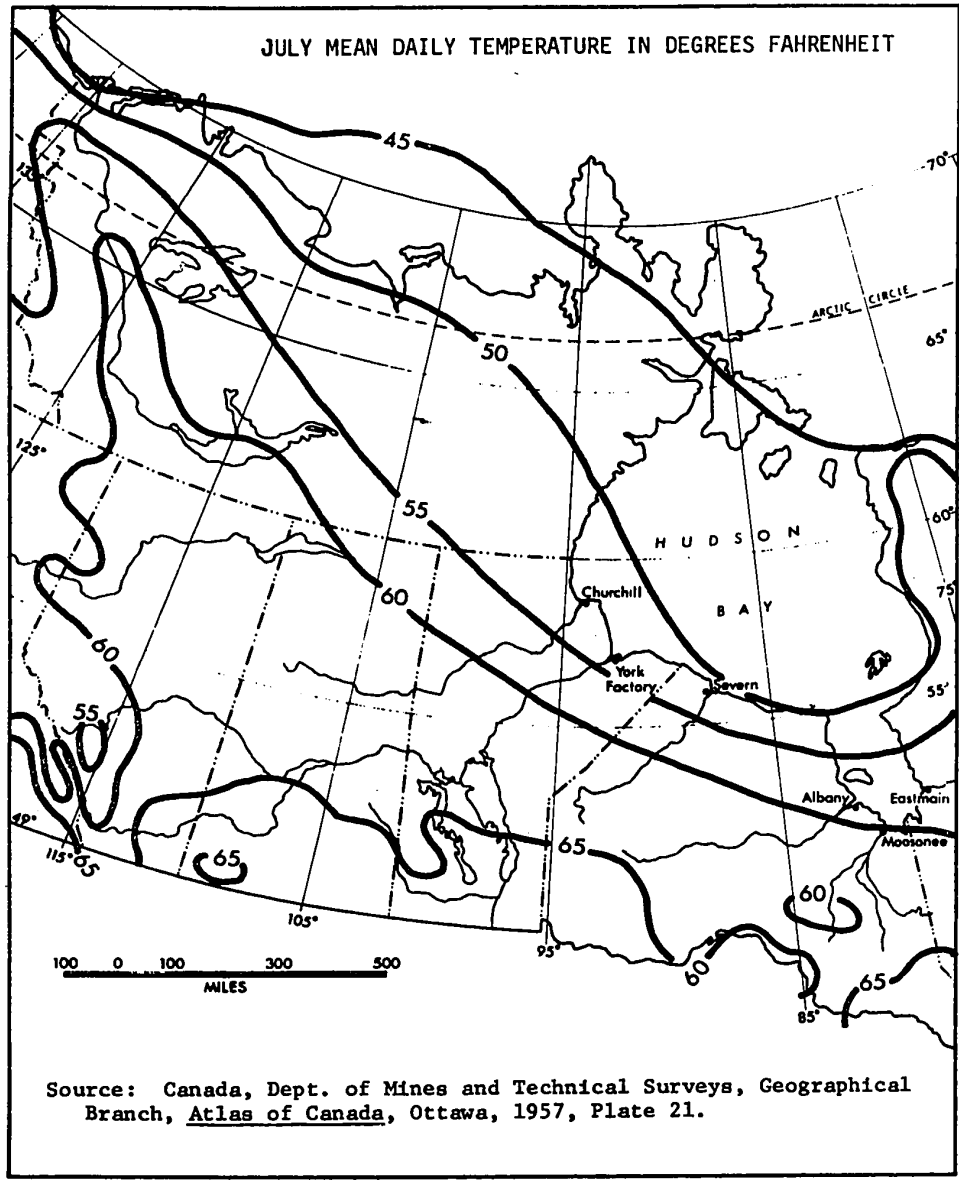 JULY MEAN DAILY TEMPERATURE IN DEGREES FAHRENHEIT
45
70°
ARCTIC CIRCLE
65°
50
125°
55
HUDSON
60°
BAY
75°
Churchill
60
York
Factory
Severn
55°
60
55
Albany
Eastmain
Moosonee
49°
115°
65
65
65
105°
95°
60
60
65
85°
100 0 100 300 500
MILES
Source: Canada, Dept. of Mines and Technical Surveys, Geographical
Branch, Atlas of Canada, Ottawa, 1957, Plate 21.